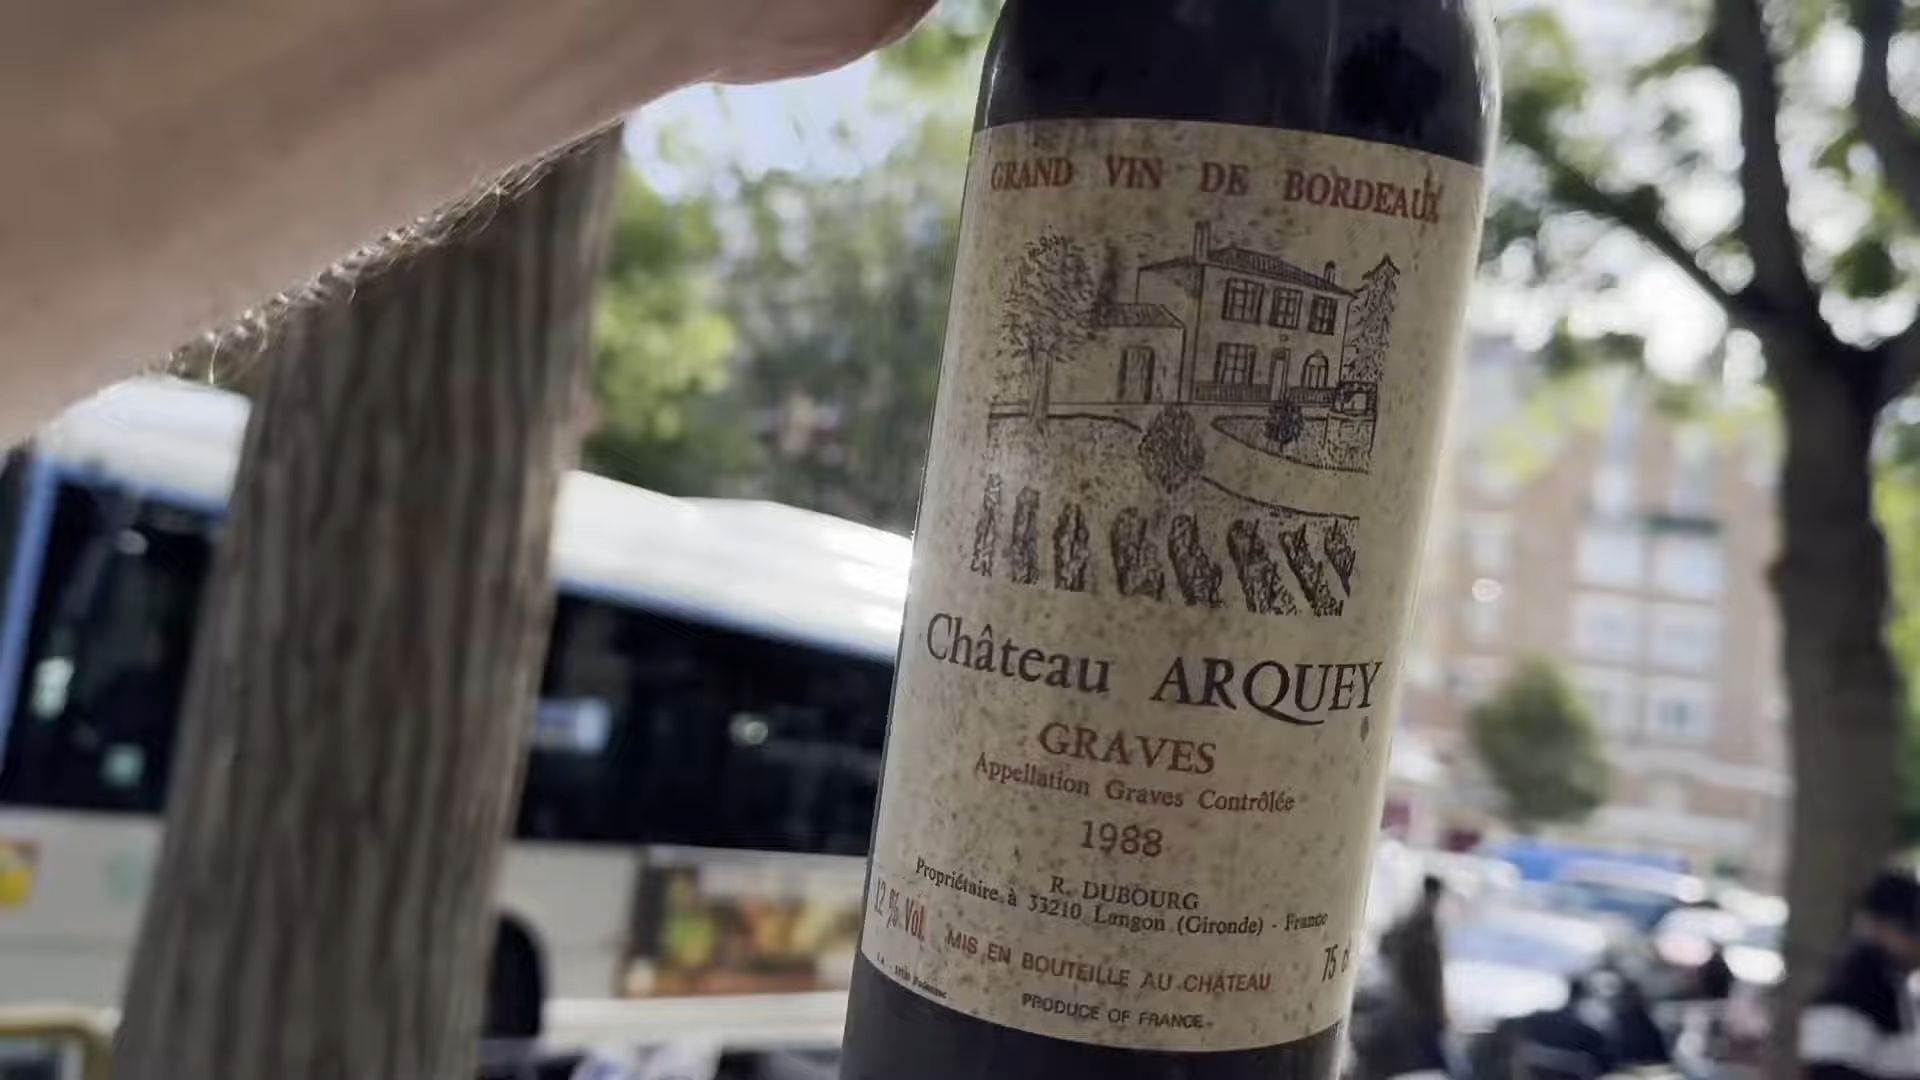 GRAND VIN DE BORDEAUX
Château ARQUEY
GRAVES
Appellation Graves Contrôlée
1988
R. DUBOURG
Propriétaire à 33210 Langon (Gironde) - France
12 % Vol.
MIS EN BOUTEILLE AU CHATEAU
75
PRODUCE OF FRANCE